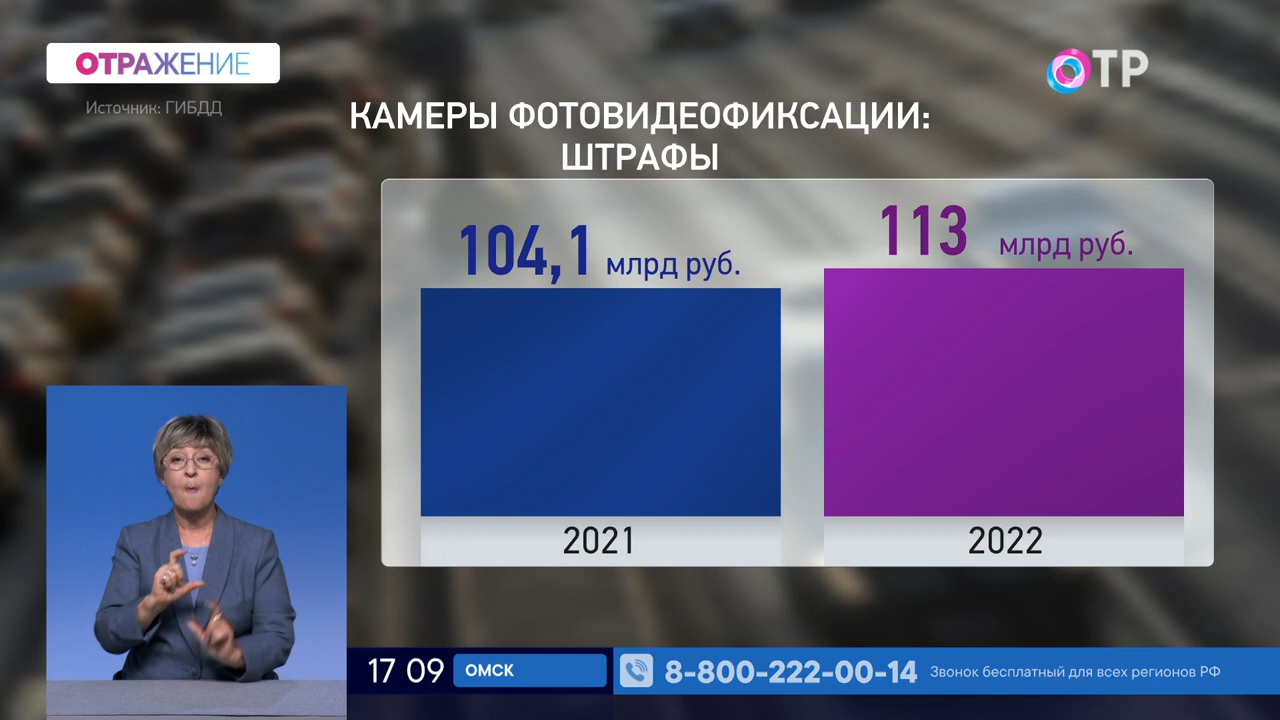 ОТРАЖЕНИЕ
Источник: ГИБДД
ОТР
КАМЕРЫ ФОТОВИДЕОФИКСАЦИИ:
ШТРАФЫ
104,1 млрд руб.
113 млрд руб.
2021
2022
17 09 ОМСК 8-800-222-00-14 Звонок бесплатный для всех регионов РФ